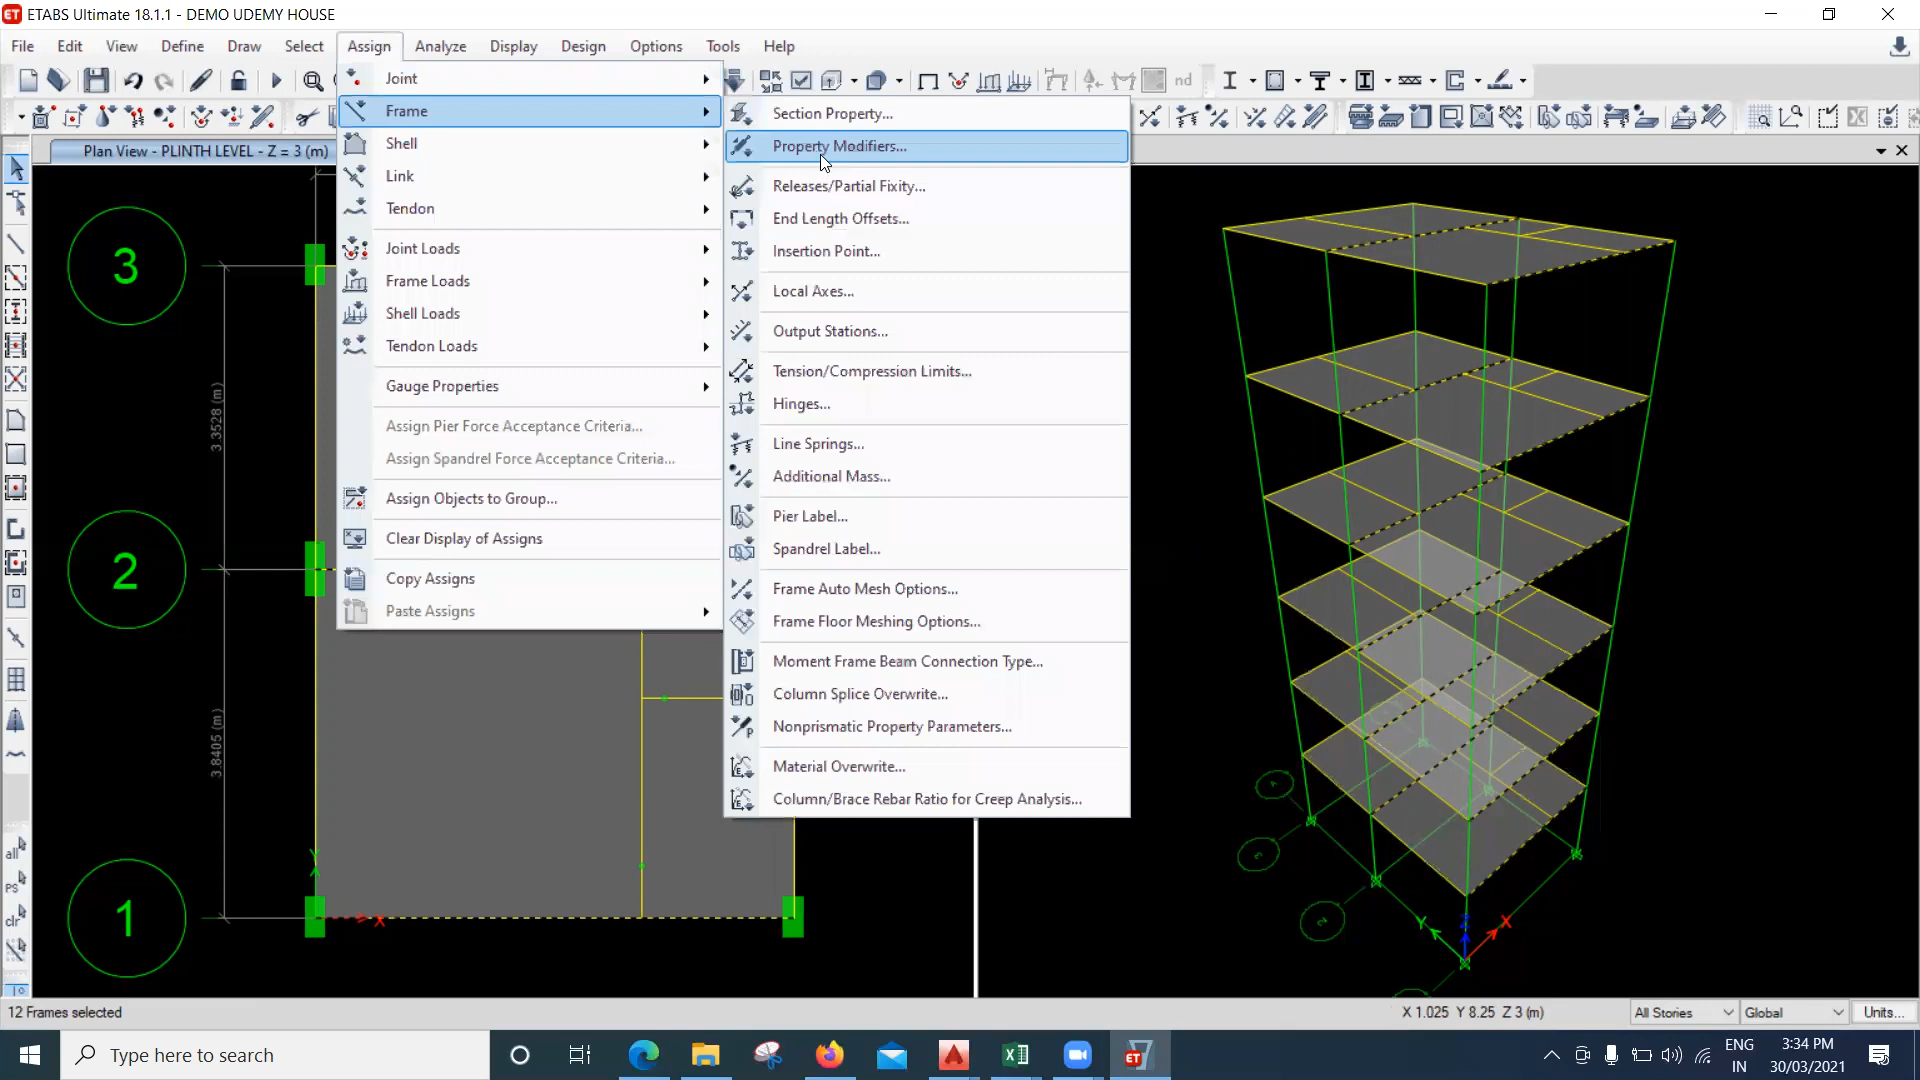 ETABS Ultimate 18.1.1 - DEMO UDEMY HOUSE
File Edit View Define Draw Select Assign Analyze Display Design Options Tools Help
nd
Plan View - PLINTH LEVEL - Z = 3 (m)
Joint
Frame
Shell
Link
Tendon
Joint Loads
Frame Loads
Shell Loads
Tendon Loads
Gauge Properties
Assign Pier Force Acceptance Criteria...
Assign Spandrel Force Acceptance Criteria...
Assign Objects to Group...
Clear Display of Assigns
Copy Assigns
Paste Assigns
Section Property...
Property Modifiers...
Releases/Partial Fixity...
End Length Offsets...
Insertion Point...
Local Axes...
Output Stations...
Tension/Compression Limits...
Hinges...
Line Springs...
Additional Mass...
Pier Label...
Spandrel Label...
Frame Auto Mesh Options...
Frame Floor Meshing Options...
Moment Frame Beam Connection Type...
Column Splice Overwrite...
Nonprismatic Property Parameters...
Material Overwrite...
Column/Brace Rebar Ratio for Creep Analysis...
3
2
1
3.3528 (m)
3.8405 (m)
Y
X
Y
Z
X
all
PS
clr
12 Frames selected
X 1.025 Y 8.25 Z 3 (m)
All Stories
Global
Units...
Type here to search
ENG
IN
3:34 PM
30/03/2021